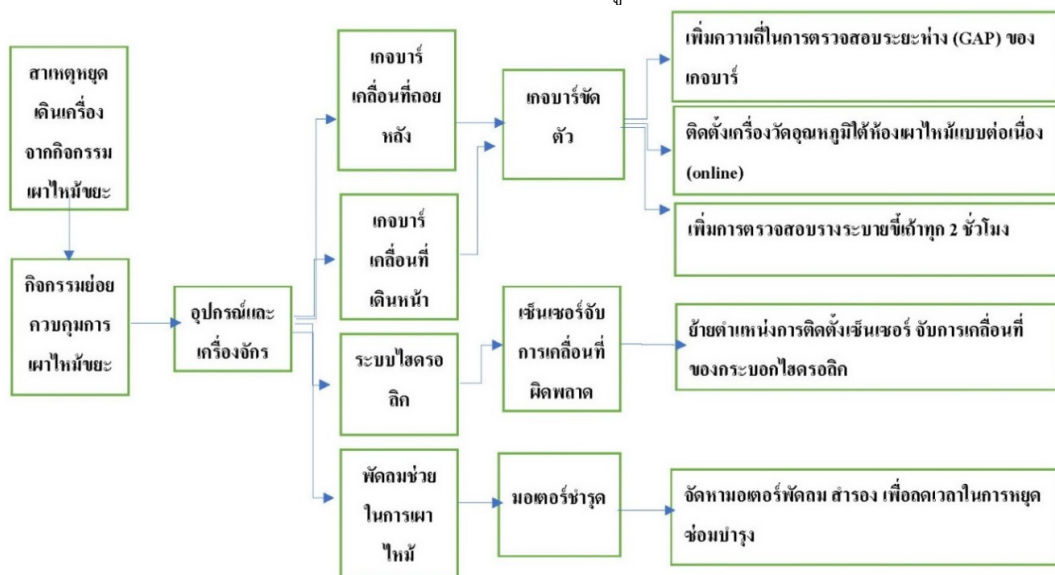 สาเหตุหยุด
เดินเครื่อง
จากกิจกรรม
เผาไหม้ขยะ
กิจกรรมย่อย
ควบคุมการ
เผาไหม้ขยะ
อุปกรณ์และ
เครื่องจักร
เกจบาร์
เคลื่อนที่ถอย
หลัง
เกจบาร์
เคลื่อนที่
เดินหน้า
ระบบไฮดรอ
ลิก
พัดลมช่วย
ในการเผา
ไหม้
เกจบาร์ขัด
ตัว
เซ็นเซอร์จับ
การเคลื่อนที่
ผิดพลาด
มอเตอร์ชำรุด
เพิ่มความถี่ในการตรวจสอบระยะห่าง (GAP) ของ
เกจบาร์
ติดตั้งเครื่องวัดอุณหภูมิใต้ห้องเผาไหม้แบบต่อเนื่อง
(online)
เพิ่มการตรวจสอบรางระบายขี้เถ้าทุก 2 ชั่วโมง
ย้ายตำแหน่งการติดตั้งเซ็นเซอร์ จับการเคลื่อนที่
ของกระบอกไฮดรอลิก
จัดหามอเตอร์พัดลม สำรอง เพื่อลดเวลาในการหยุด
ซ่อมบำรุง